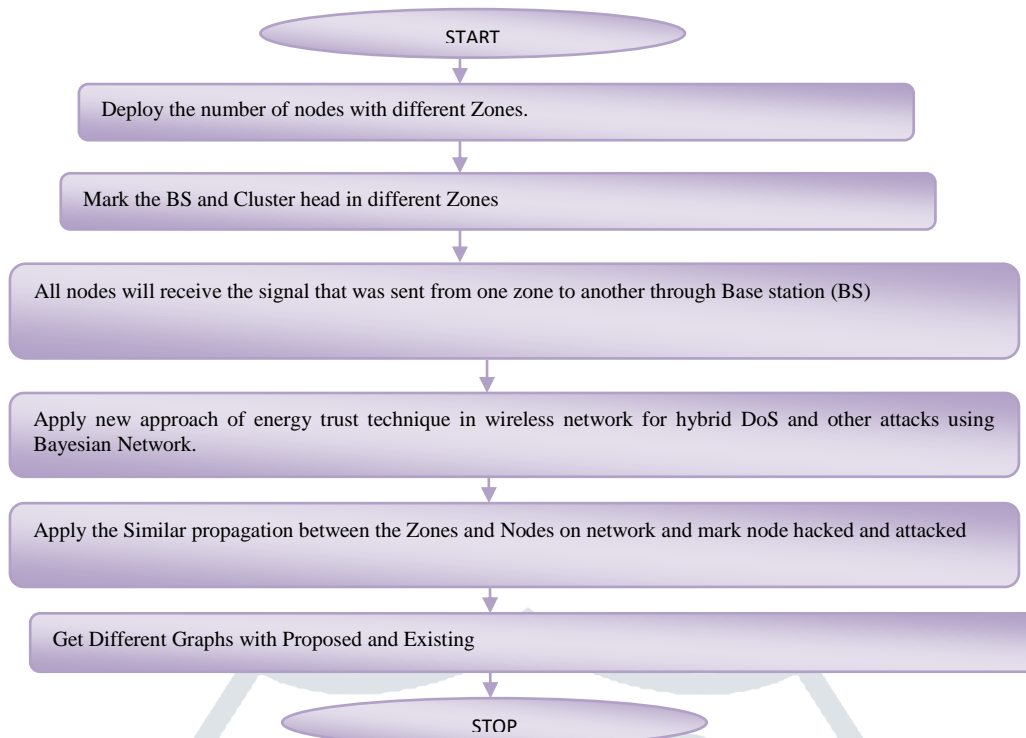 START
Deploy the number of nodes with different Zones.
Mark the BS and Cluster head in different Zones
All nodes will receive the signal that was sent from one zone to another through Base station (BS)
Apply new approach of energy trust technique in wireless network for hybrid DoS and other attacks using
Bayesian Network.
Apply the Similar propagation between the Zones and Nodes on network and mark node hacked and attacked
Get Different Graphs with Proposed and Existing
STOP